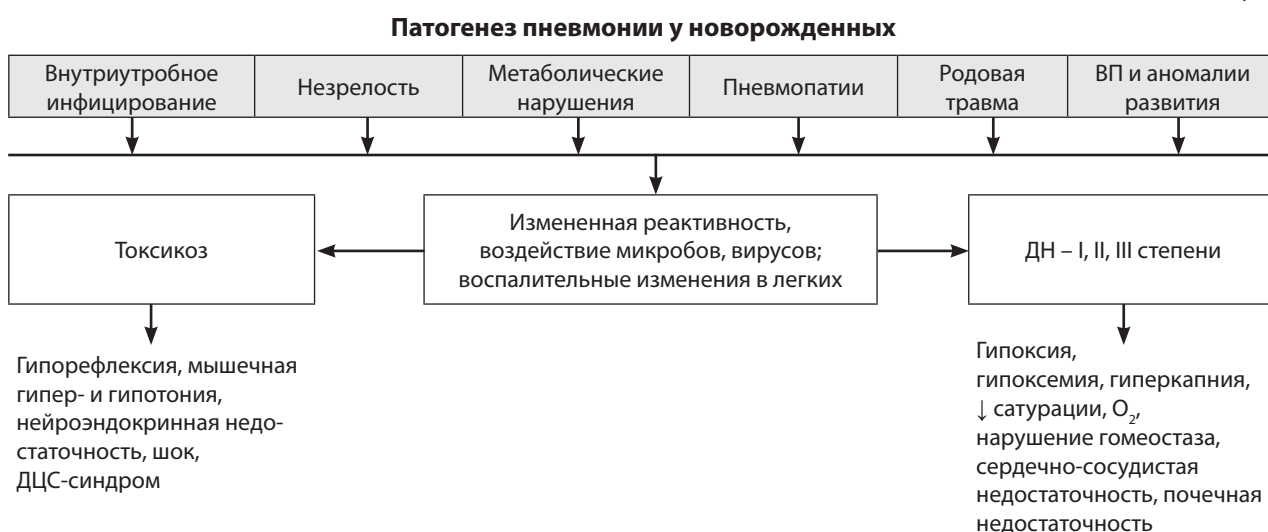 Патогенез пневмонии у новорожденных
Внутриутробное
инфицирование
Незрелость
Метаболические
нарушения
Пневмопатии
Родовая
травма
ВП и аномалии
развития
Токсикоз
Измененная реактивность,
воздействие микробов, вирусов;
воспалительные изменения в легких
ДН – I, II, III степени
Гипорефлексия, мышечная
гипер- и гипотония,
нейроэндокринная недо-
статочность, шок,
ДЦС-синдром
Гипоксия,
гипоксемия, гиперкапния,
↓ сатурации, O₂,
нарушение гомеостаза,
сердечно-сосудистая
недостаточность, почечная
недостаточность